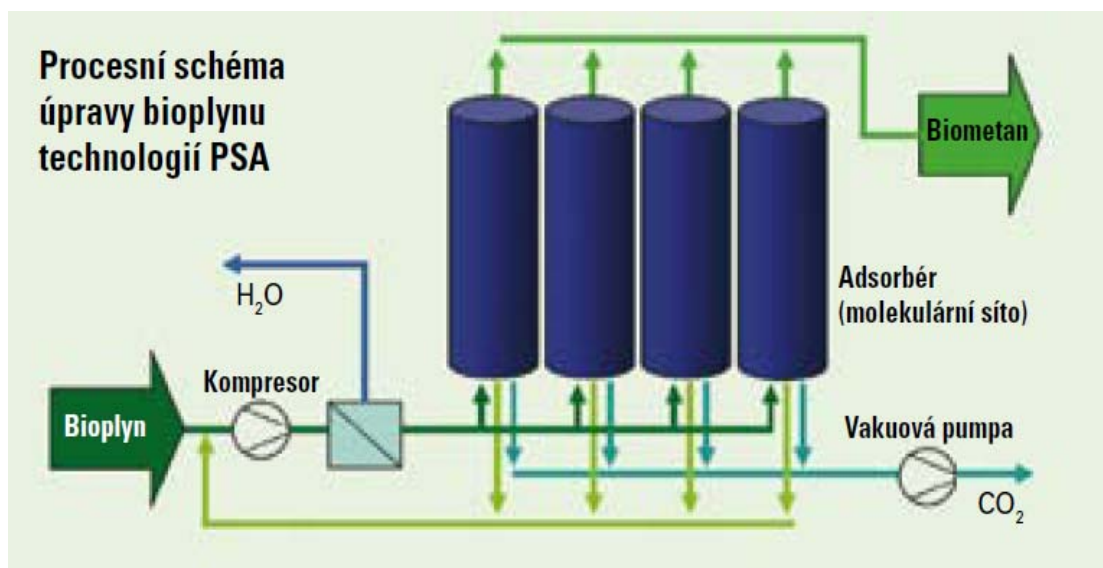 Procesní schéma
úpravy bioplynu
technologií PSA
Biometan
H₂O
Adsorbér
(molekulární síto)
Kompresor
Bioplyn
Vakuová pumpa
CO₂